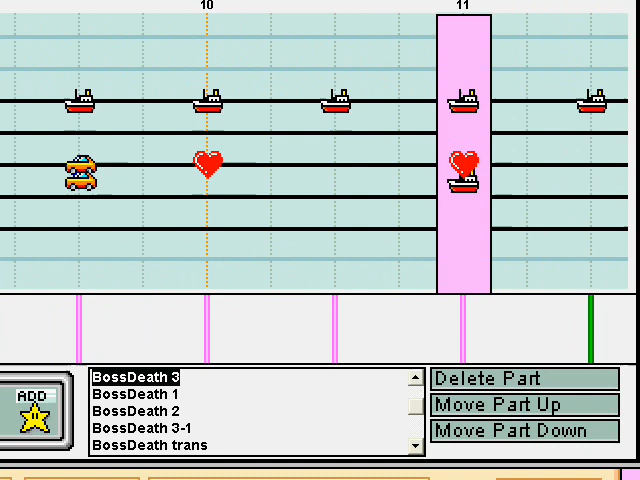 10
11
ADD
BossDeath 3
BossDeath 1
BossDeath 2
BossDeath 3-1
BossDeath trans
Delete Part
Move Part Up
Move Part Down